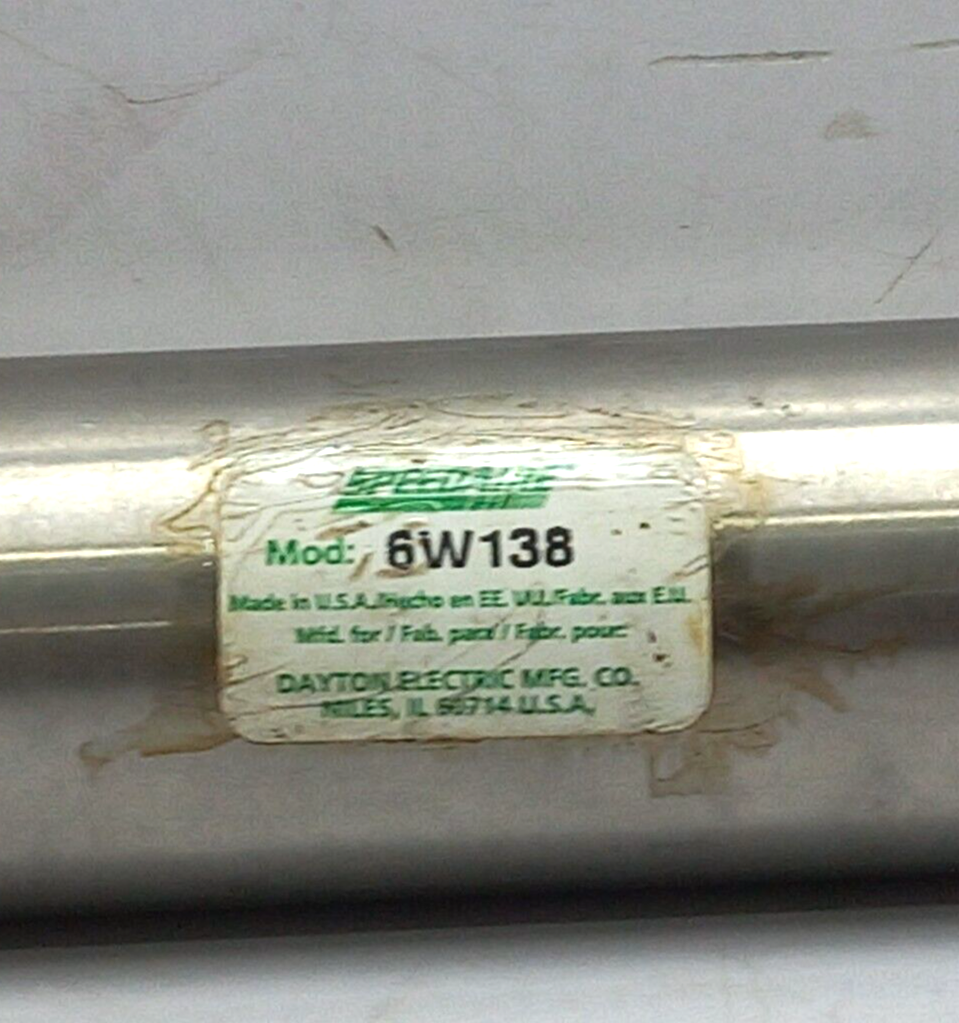 SPEEDAIRE
Mod: 6W138
Made in U.S.A./Hecho en EE. UU./Fabr. aux E.U.
Mfd. for / Fab. para / Fabr. pour:
DAYTON ELECTRIC MFG. CO.
NILES, IL 60714 U.S.A.